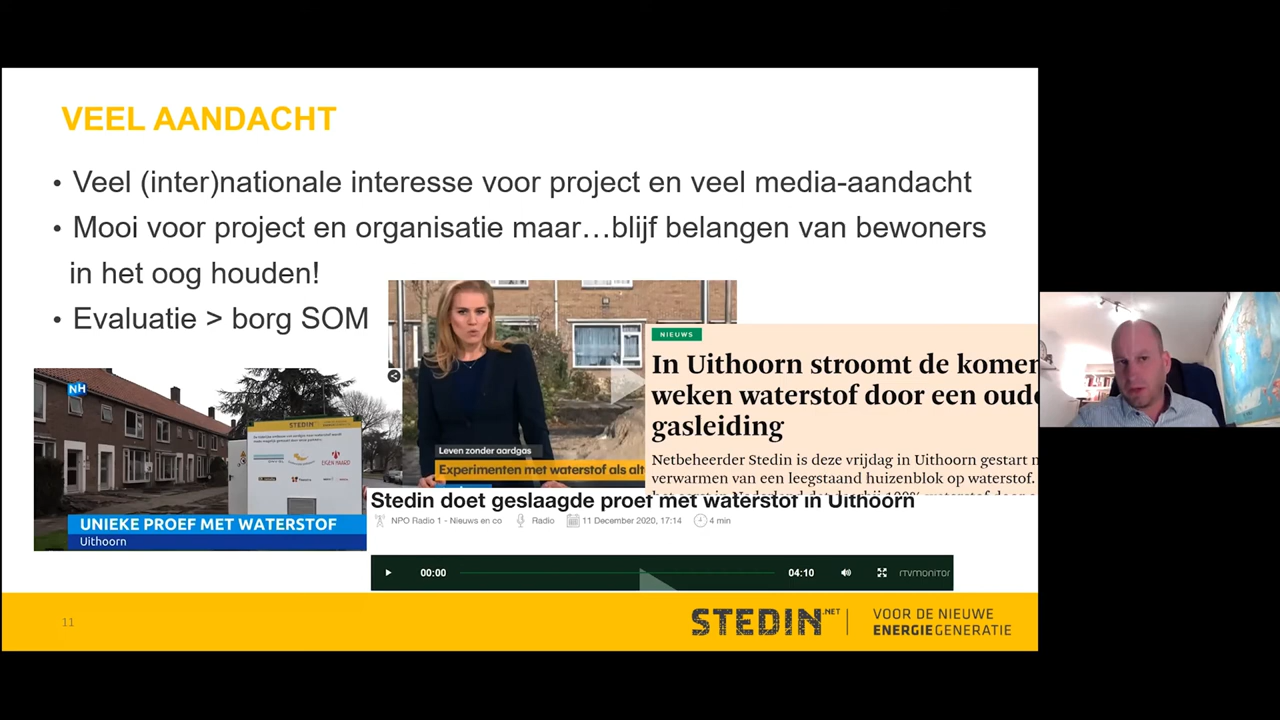 VEEL AANDACHT
• Veel (inter)nationale interesse voor project en veel media-aandacht
• Mooi voor project en organisatie maar…blijf belangen van bewoners
in het oog houden!
• Evaluatie > borg SOM
NH
STEDIN
EIGEN HAARD
UNIEKE PROEF MET WATERSTOF
Uithoorn
Leven zonder aardgas
Experimenten met waterstof als alt
NIEUWS
In Uithoorn stroomt de komen
weken waterstof door een oude
gasleiding
Netbeheerder Stedin is deze vrijdag in Uithoorn gestart m
verwarmen van een leegstaand huizenblok op waterstof.
Stedin doet geslaagde proef met waterstof in Uithoorn
NPO Radio 1 - Nieuws en co Radio 11 December 2020, 17:14 4 min
00:00 04:10 rtvmonitor
11
STEDIN.NET
VOOR DE NIEUWE
ENERGIEGENERATIE